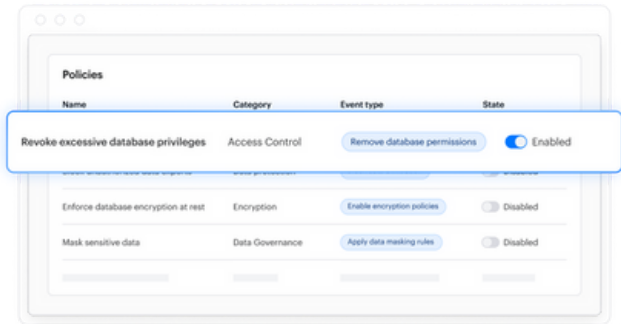 Policies
Name Category Event type State
Revoke excessive database privileges Access Control Remove database permissions Enabled
Enforce database encryption at rest Encryption Enable encryption policies Disabled
Mask sensitive data Data Governance Apply data masking rules Disabled